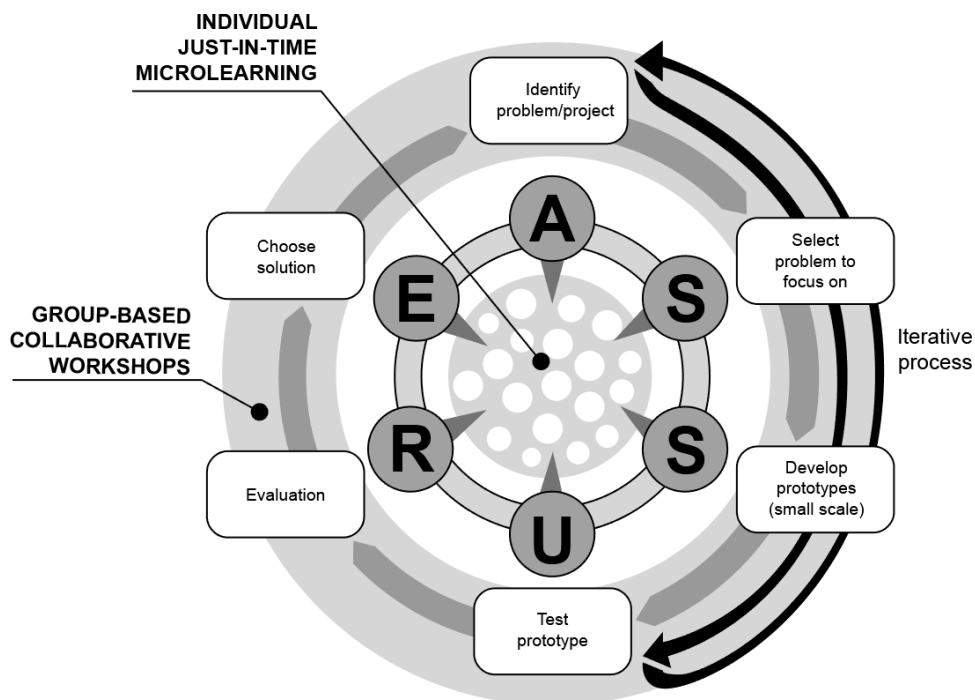 INDIVIDUAL
JUST-IN-TIME
MICROLEARNING
Identify
problem/project
Select
problem to
focus on
Iterative
process
Develop
prototypes
(small scale)
Test
prototype
Evaluation
Choose
solution
GROUP-BASED
COLLABORATIVE
WORKSHOPS
A
S
S
U
R
E